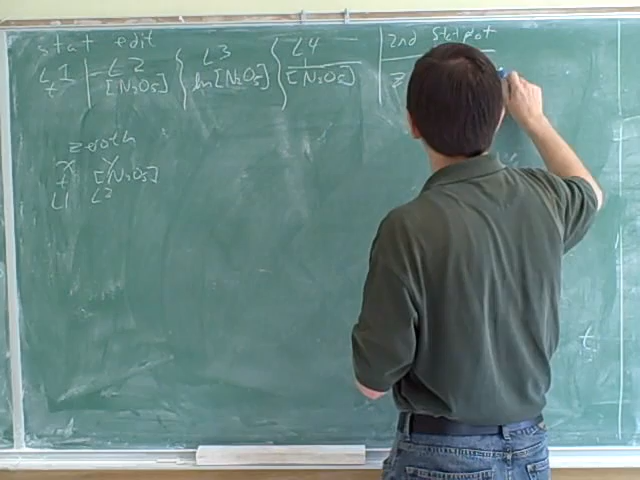 stat edit
L1 L2 L3 L4
t [N2O5] ln[N2O5] 1/[N2O5]
2nd Statplot
zeroth
x y
t [N2O5]
L1 L2
t